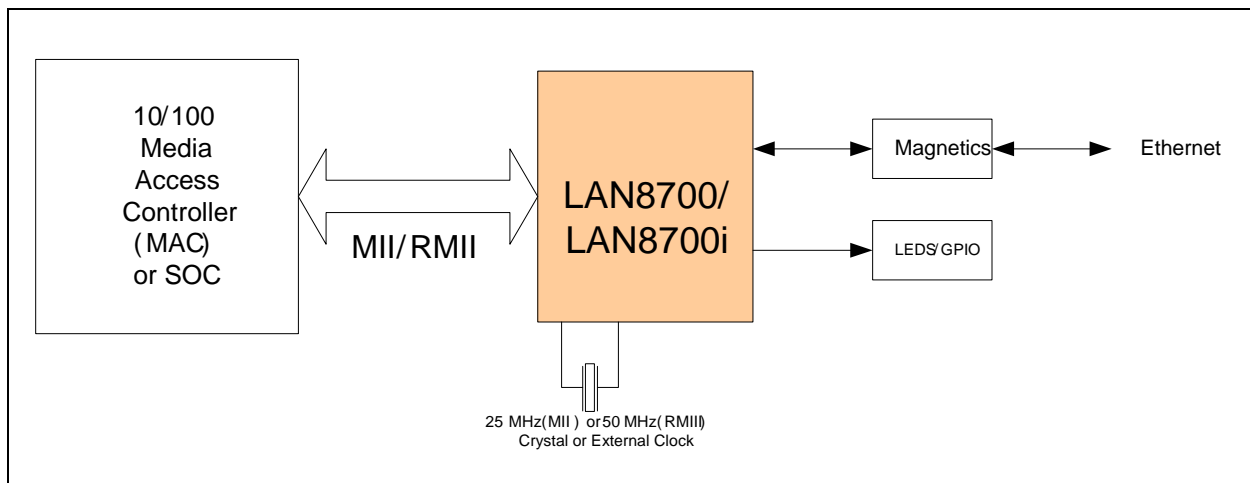 10/100
Media
Access
Controller
(MAC)
or SOC
MII/RMII
LAN8700/
LAN8700i
Magnetics
Ethernet
LEDS/GPIO
25 MHz(MII) or 50 MHz(RMIII)
Crystal or External Clock